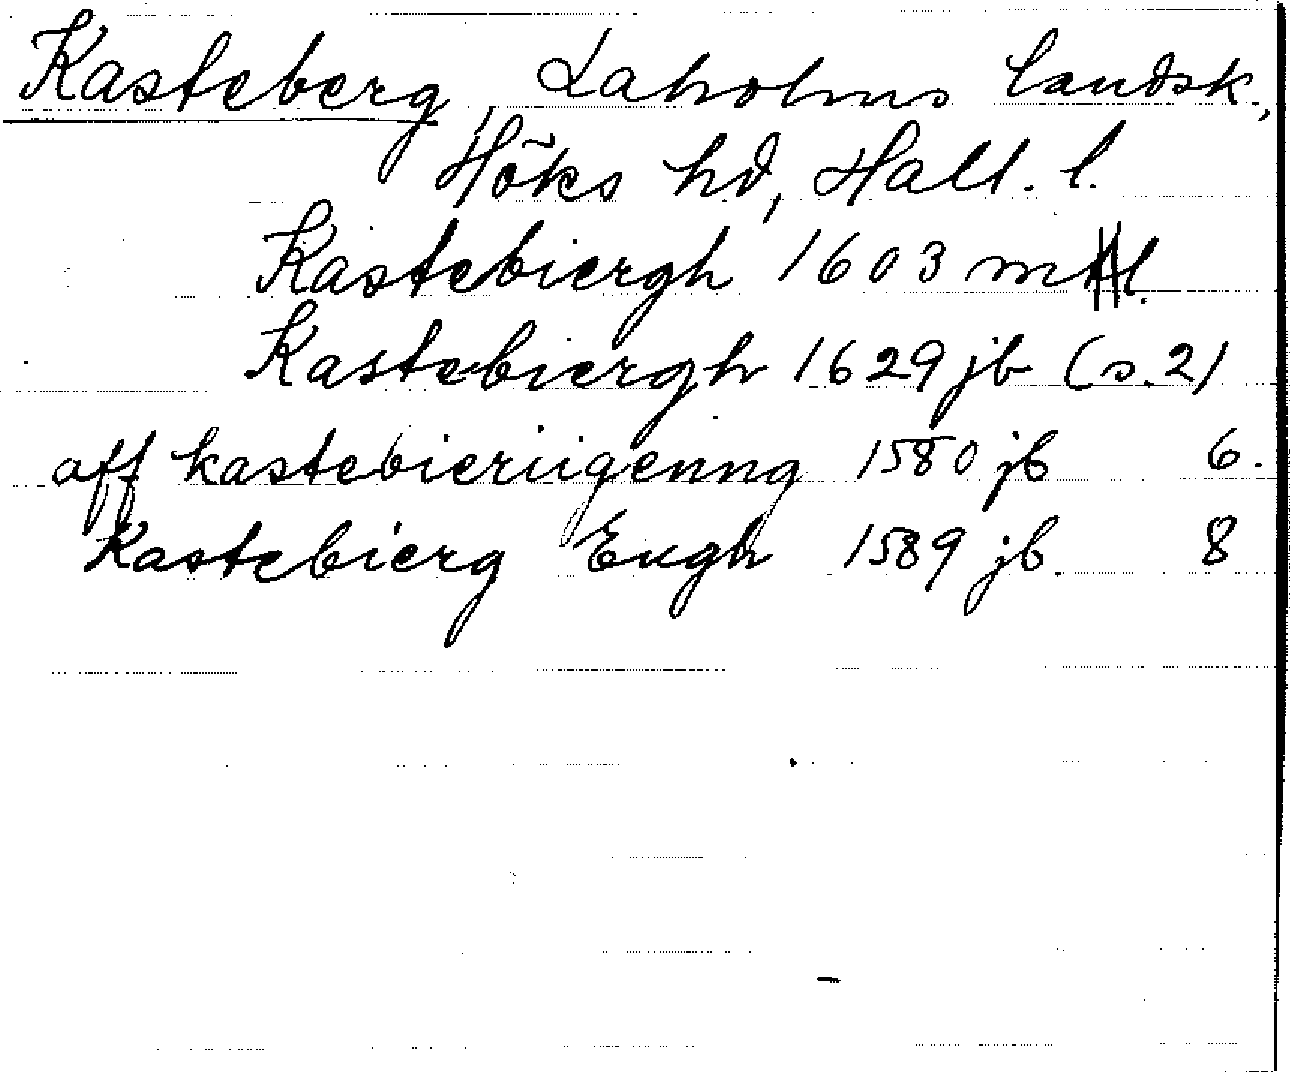 Kasteberg, Laholms landsk.,
Höks hd, Hall. l.
Kastebiergh 1603 mtl.
Kastebiergh 1629 jb (s. 2)
aff kastebieriigenng 1580 jb 6.
Kastebierg Engh 1589 jb. 8